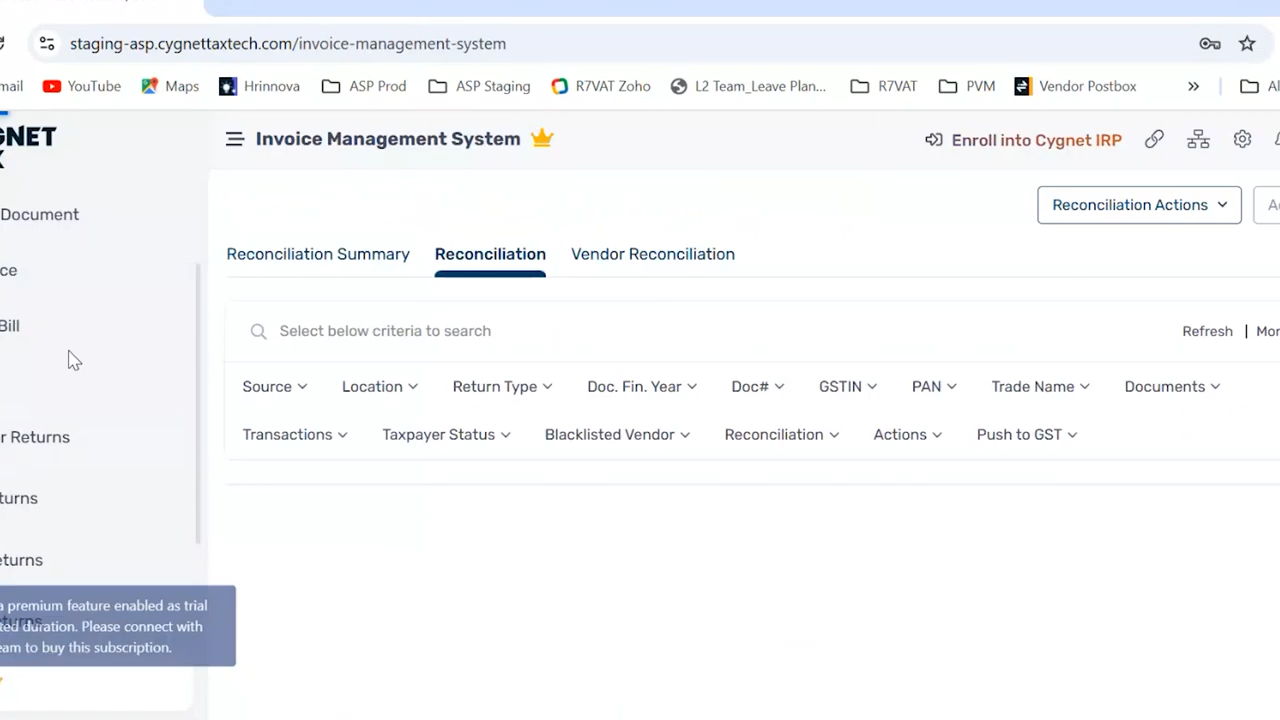 staging-asp.cygnettaxtech.com/invoice-management-system
mail YouTube Maps Hrinnova ASP Prod ASP Staging R7VAT Zoho L2 Team_Leave Plan... R7VAT PVM Vendor Postbox » Al
GNET
X
Invoice Management System
Enroll into Cygnet IRP
Document
Reconciliation Actions
Reconciliation Summary Reconciliation Vendor Reconciliation
ce
Bill
Select below criteria to search
Refresh | Mor
Source Location Return Type Doc. Fin. Year Doc# GSTIN PAN Trade Name Documents
r Returns
Transactions Taxpayer Status Blacklisted Vendor Reconciliation Actions Push to GST
turns
eturns
a premium feature enabled as trial
ted duration. Please connect with
eam to buy this subscription.